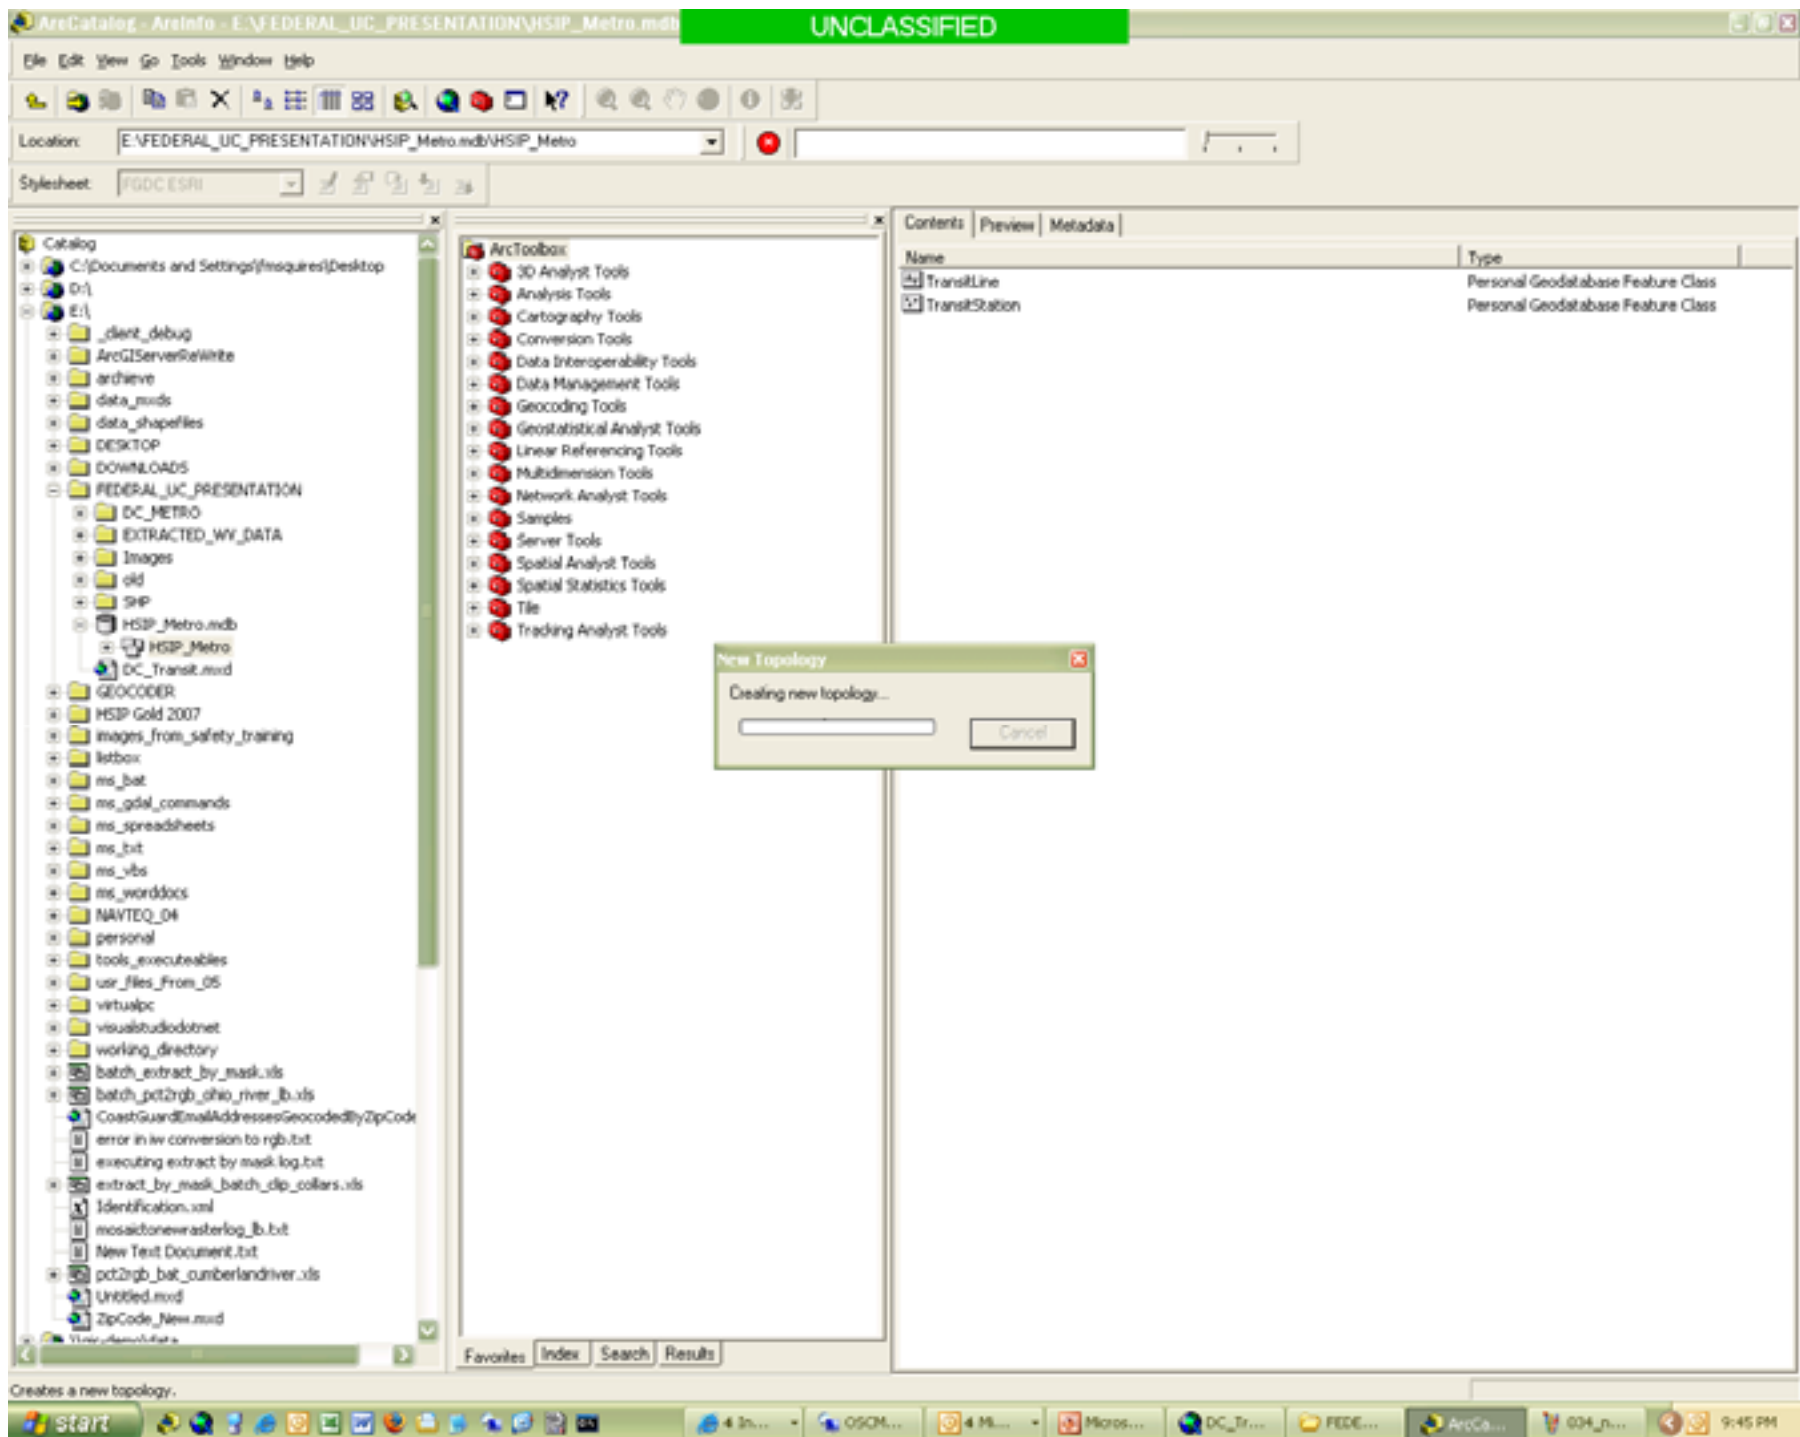 ArcCatalog - ArcInfo - E:\FEDERAL_UC_PRESENTATION\HSIP_Metro.mdb
UNCLASSIFIED
File Edit View Go Tools Window Help
Location: E:\FEDERAL_UC_PRESENTATION\HSIP_Metro.mdb\HSIP_Metro
Stylesheet: FGDC ESRI
Catalog
C:\Documents and Settings\fmsquires\Desktop
D:\
E:\
_client_debug
ArcGIServerReWrite
archieve
data_mxds
data_shapefiles
DESKTOP
DOWNLOADS
FEDERAL_UC_PRESENTATION
DC_METRO
EXTRACTED_WV_DATA
Images
old
SHP
HSIP_Metro.mdb
HSIP_Metro
DC_Transit.mxd
GEOCODER
HSIP Gold 2007
images_from_safety_training
listbox
ms_bat
ms_gdal_commands
ms_spreadsheets
ms_txt
ms_vbs
ms_worddocs
NAVTEQ_04
personal
tools_executeables
usr_files_From_05
virtualpc
visualstudiodotnet
working_directory
batch_extract_by_mask.xls
batch_pct2rgb_ohio_river_lb.xls
CoastGuardEmailAddressesGeocodedByZipCode
error in iw conversion to rgb.txt
executing extract by mask log.txt
extract_by_mask_batch_clip_collars.xls
Identification.xml
mosaictonewrasterlog_lb.txt
New Text Document.txt
pct2rgb_bat_cumberlandriver.xls
Untitled.mxd
ZipCode_New.mxd
ArcToolbox
3D Analyst Tools
Analysis Tools
Cartography Tools
Conversion Tools
Data Interoperability Tools
Data Management Tools
Geocoding Tools
Geostatistical Analyst Tools
Linear Referencing Tools
Multidimension Tools
Network Analyst Tools
Samples
Server Tools
Spatial Analyst Tools
Spatial Statistics Tools
Tile
Tracking Analyst Tools
Favorites Index Search Results
Contents Preview Metadata
Name Type
TransitLine Personal Geodatabase Feature Class
TransitStation Personal Geodatabase Feature Class
New Topology
Creating new topology...
Cancel
Creates a new topology.
start 4 In... OSCM... 4 Mi... Micros... DC_Tr... FEDE... ArcCa... 034_n... 9:45 PM